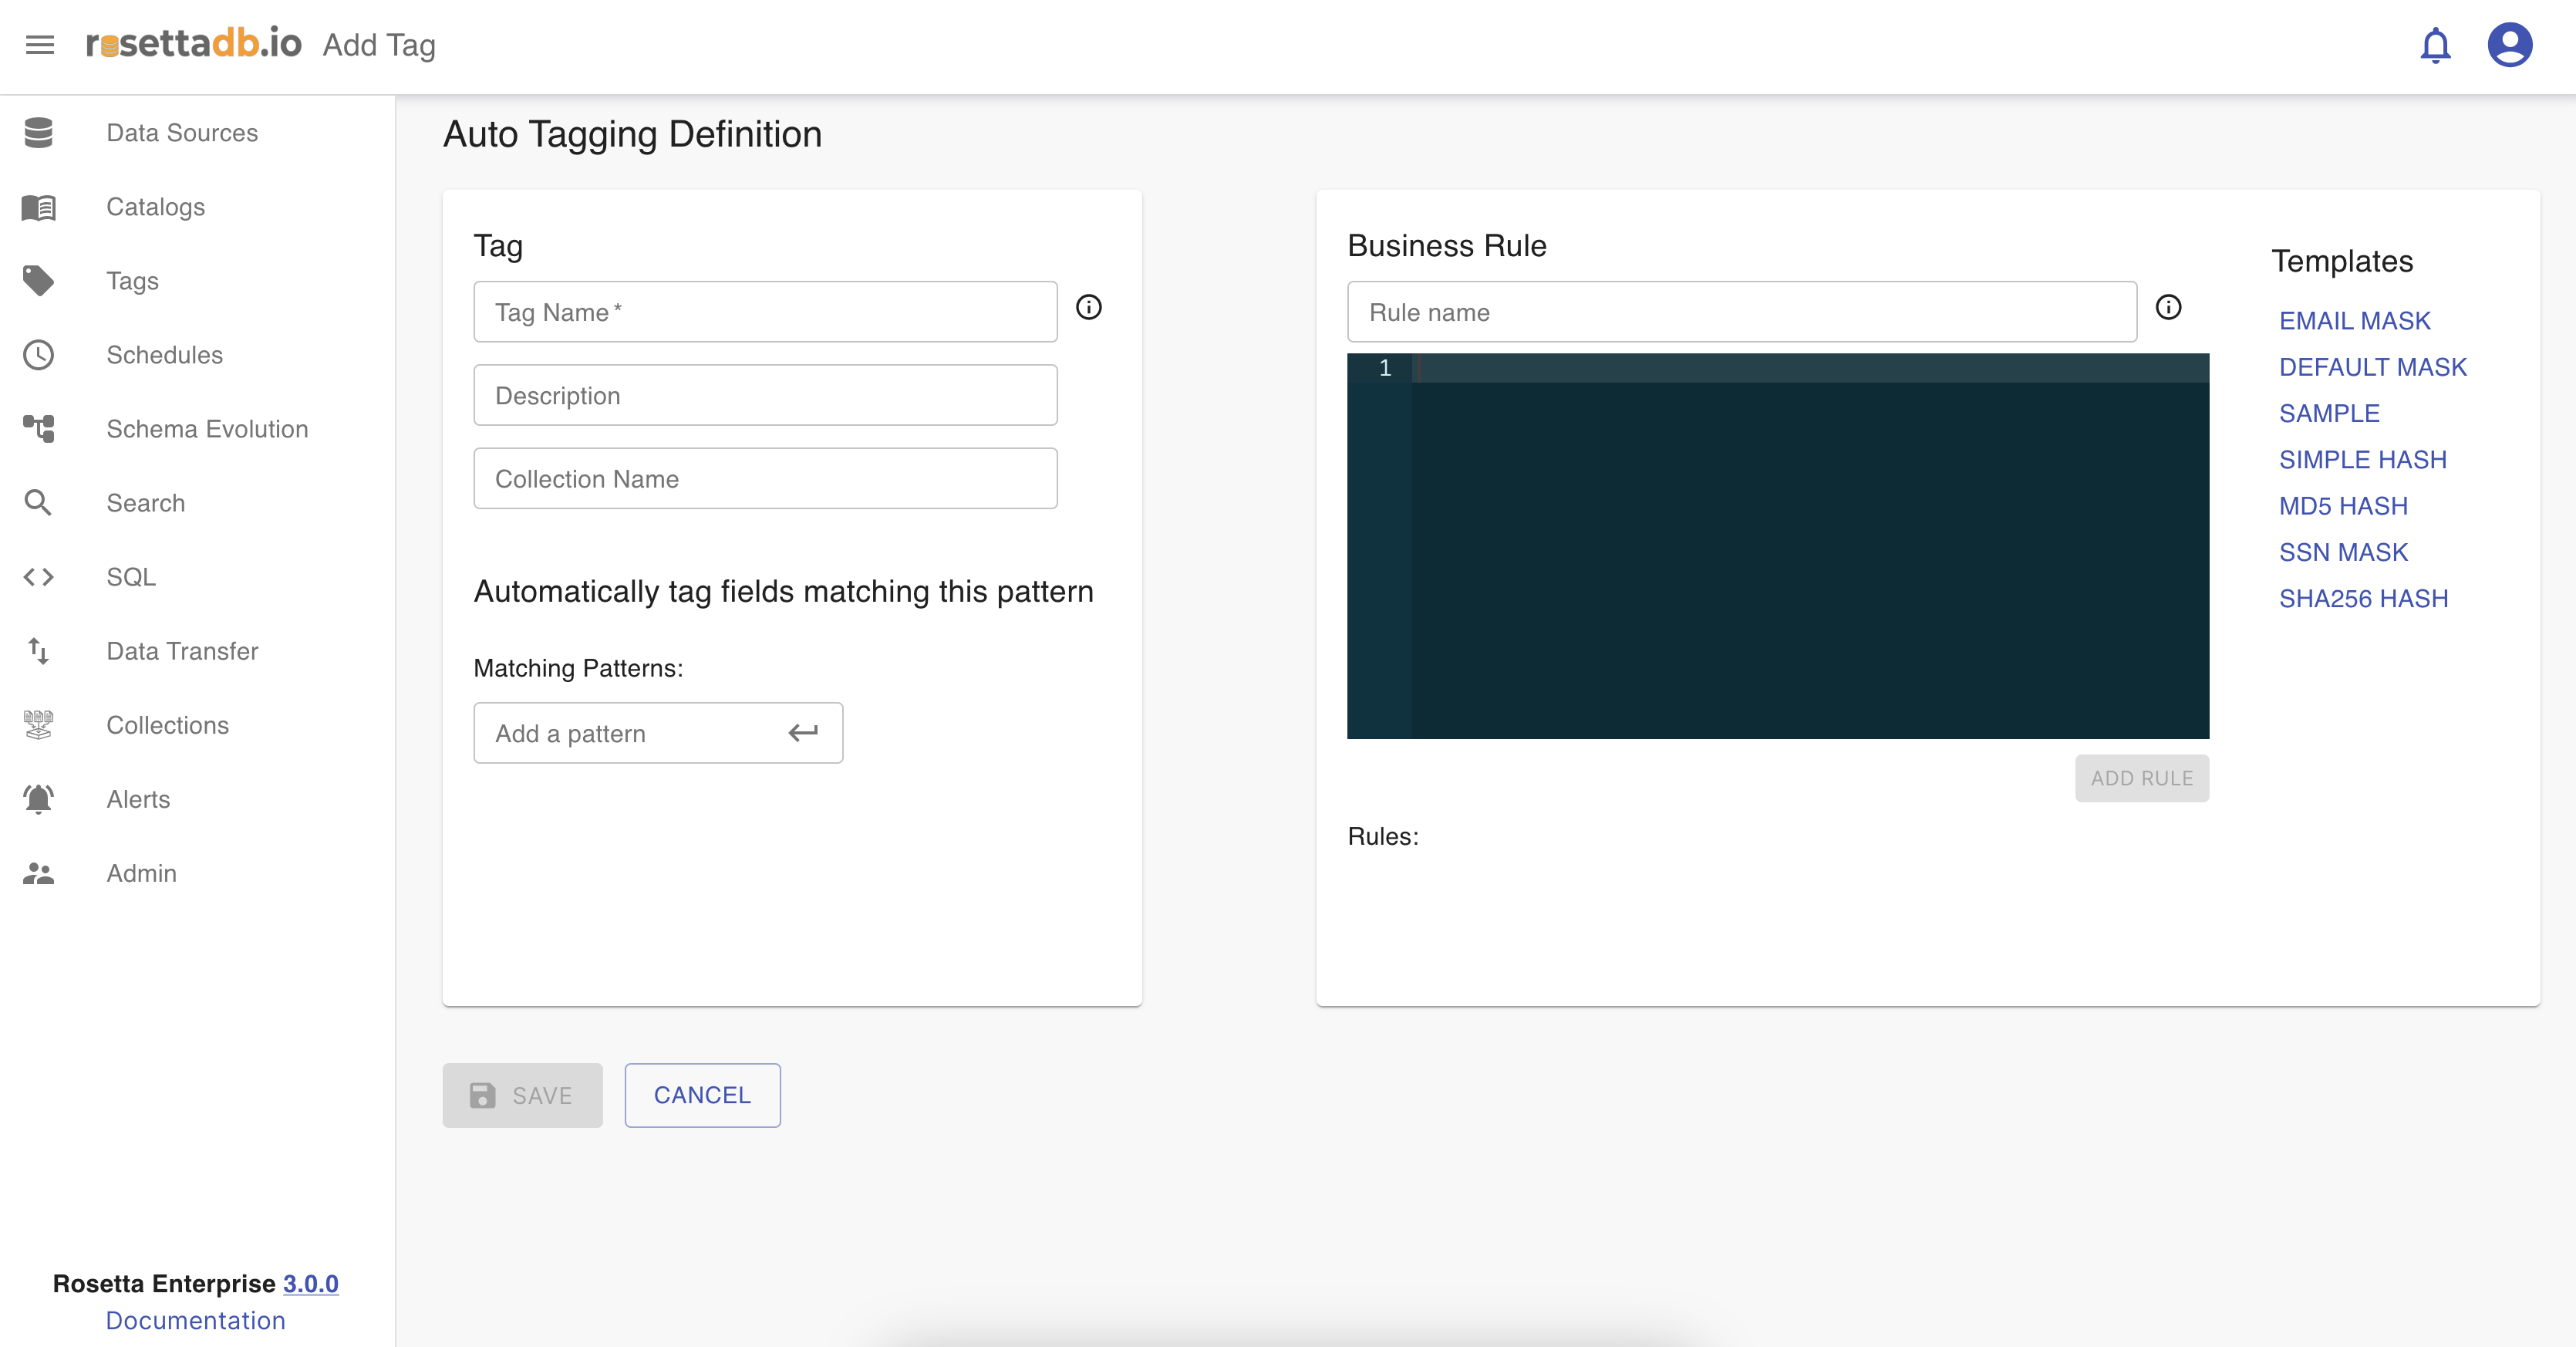 rosettadb.io Add Tag
Data Sources
Catalogs
Tags
Schedules
Schema Evolution
Search
SQL
Data Transfer
Collections
Alerts
Admin
Rosetta Enterprise 3.0.0
Documentation
Auto Tagging Definition
Tag
Tag Name *
Description
Collection Name
Automatically tag fields matching this pattern
Matching Patterns:
Add a pattern
Business Rule
Rule name
1
ADD RULE
Rules:
Templates
EMAIL MASK
DEFAULT MASK
SAMPLE
SIMPLE HASH
MD5 HASH
SSN MASK
SHA256 HASH
SAVE
CANCEL